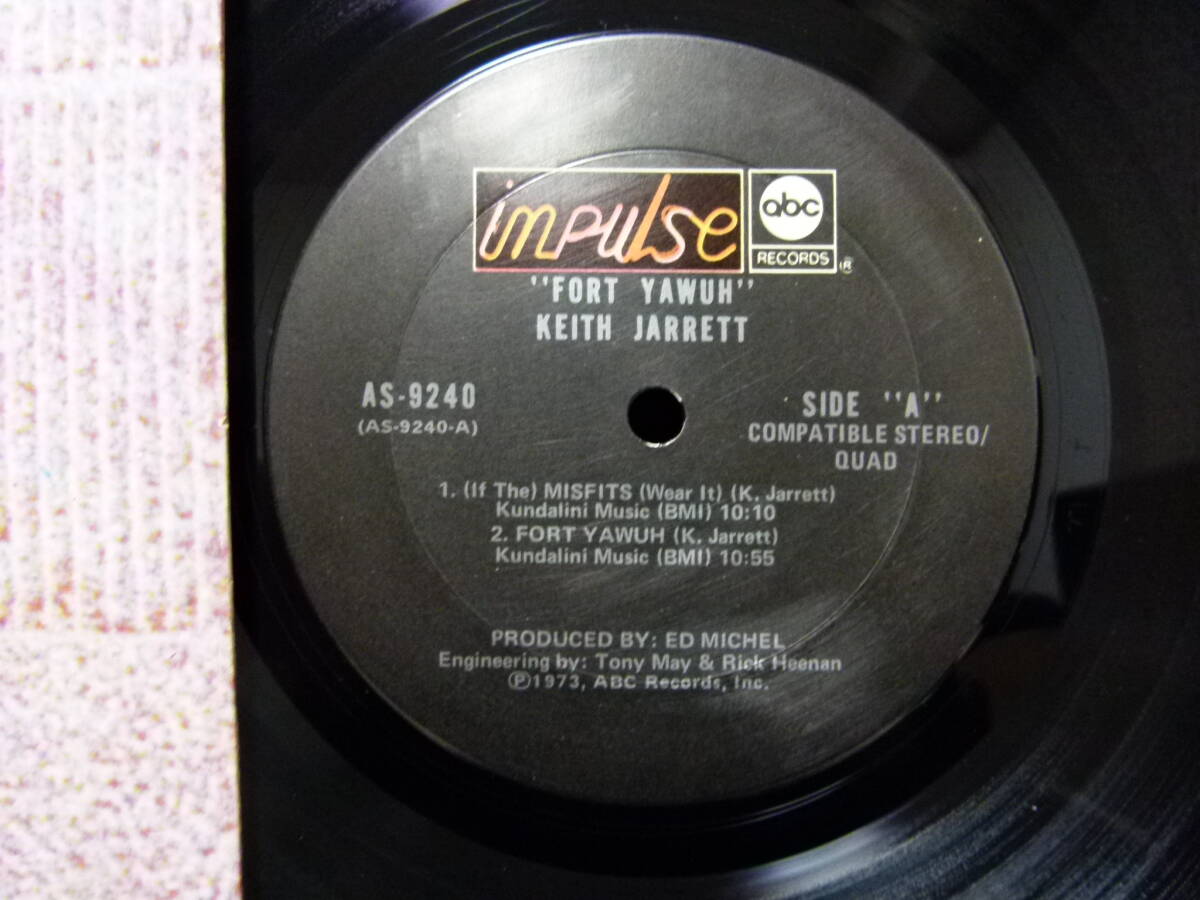 impulse
abc
RECORDS
®
"FORT YAWUH"
KEITH JARRETT
AS-9240
(AS-9240-A)
SIDE "A"
COMPATIBLE STEREO/
QUAD
1. (If The) MISFITS (Wear It) (K. Jarrett)
Kundalini Music (BMI) 10:10
2. FORT YAWUH (K. Jarrett)
Kundalini Music (BMI) 10:55
PRODUCED BY: ED MICHEL
Engineering by: Tony May & Rick Heenan
℗1973, ABC Records, Inc.